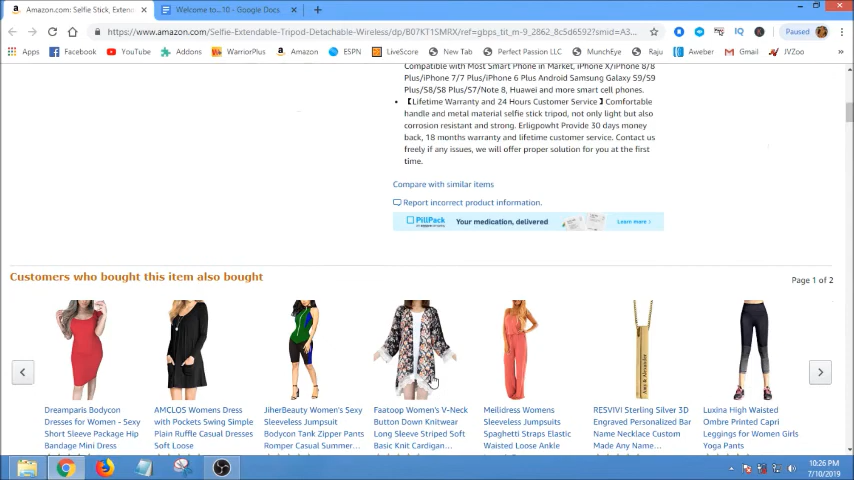 Amazon.com: Selfie Stick, Exten
Welcome to...10 - Google Docs
https://www.amazon.com/Selfie-Extendable-Tripod-Detachable-Wireless/dp/B07KT1SMRX/ref=gbps_tit_m-9_2862_8c5d6592?smid=A3...
Paused
Apps
Facebook
YouTube
Addons
WarriorPlus
Amazon
ESPN
LiveScore
New Tab
Perfect Passion LLC
MunchEye
Raju
Aweber
Gmail
JVZoo
Compatible with Most Smart Phone in Market, iPhone X/iPhone 8/8
Plus/iPhone 7/7 Plus/iPhone 6 Plus Android Samsung Galaxy S9/S9
Plus/S8/S8 Plus/S7/Note 8, Huawei and more smart cell phones.
• 【Lifetime Warranty and 24 Hours Customer Service】Comfortable
handle and metal material selfie stick tripod, not only light but also
corrosion resistant and strong. Erligpowht Provide 30 days money
back, 18 months warranty and lifetime customer service. Contact us
freely if any issues, we will offer proper solution for you at the first
time.
Compare with similar items
Report incorrect product information.
PillPack
Your medication, delivered
Learn more ›
Customers who bought this item also bought
Page 1 of 2
Dreamparis Bodycon
Dresses for Women - Sexy
Short Sleeve Package Hip
Bandage Mini Dress
AMCLOS Womens Dress
with Pockets Swing Simple
Plain Ruffle Casual Dresses
Soft Loose
JiherBeauty Women's Sexy
Sleeveless Jumpsuit
Bodycon Tank Zipper Pants
Romper Casual Summer...
Faatoop Women's V-Neck
Button Down Knitwear
Long Sleeve Striped Soft
Basic Knit Cardigan...
Meilidress Womens
Sleeveless Jumpsuits
Spaghetti Straps Elastic
Waisted Loose Ankle
RESVIVI Sterling Silver 3D
Engraved Personalized Bar
Name Necklace Custom
Made Any Name...
Luxina High Waisted
Ombre Printed Capri
Leggings for Women Girls
Yoga Pants
10:26 PM
7/10/2019